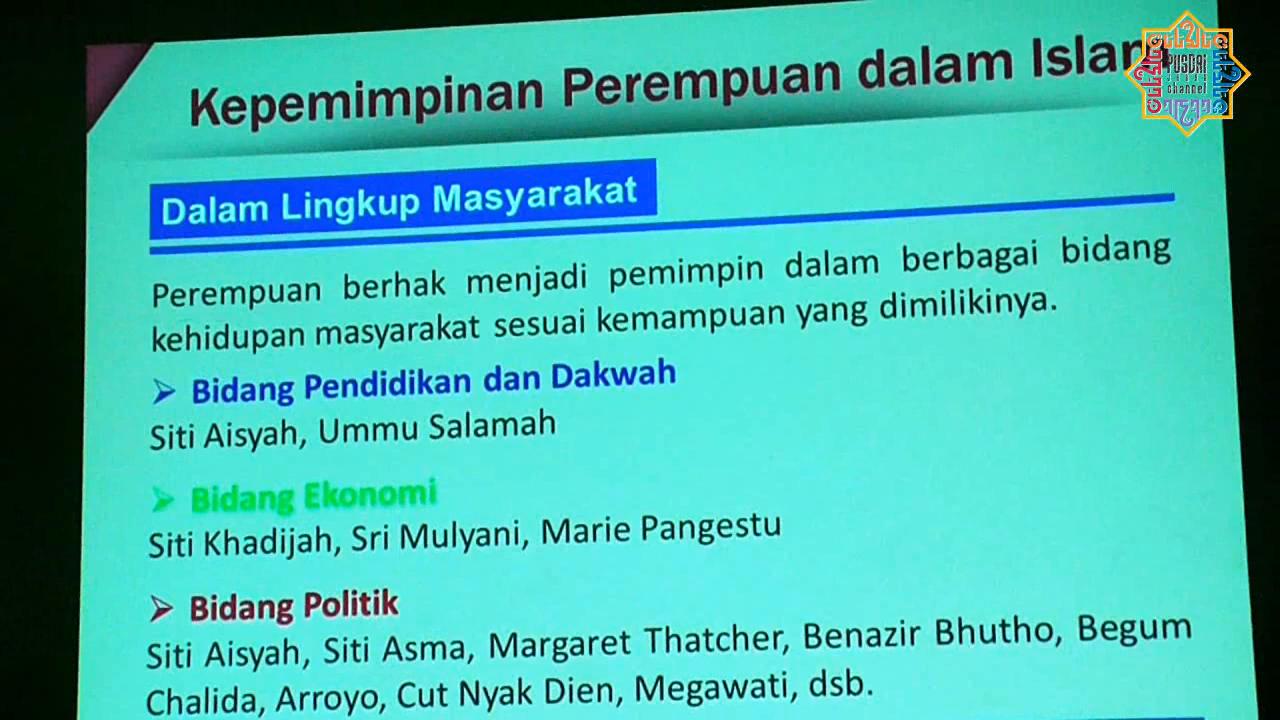 Kepemimpinan Perempuan dalam Islam
PUSDAI
channel
Dalam Lingkup Masyarakat
Perempuan berhak menjadi pemimpin dalam berbagai bidang
kehidupan masyarakat sesuai kemampuan yang dimilikinya.
➢ Bidang Pendidikan dan Dakwah
Siti Aisyah, Ummu Salamah
➢ Bidang Ekonomi
Siti Khadijah, Sri Mulyani, Marie Pangestu
➢ Bidang Politik
Siti Aisyah, Siti Asma, Margaret Thatcher, Benazir Bhutho, Begum
Chalida, Arroyo, Cut Nyak Dien, Megawati, dsb.